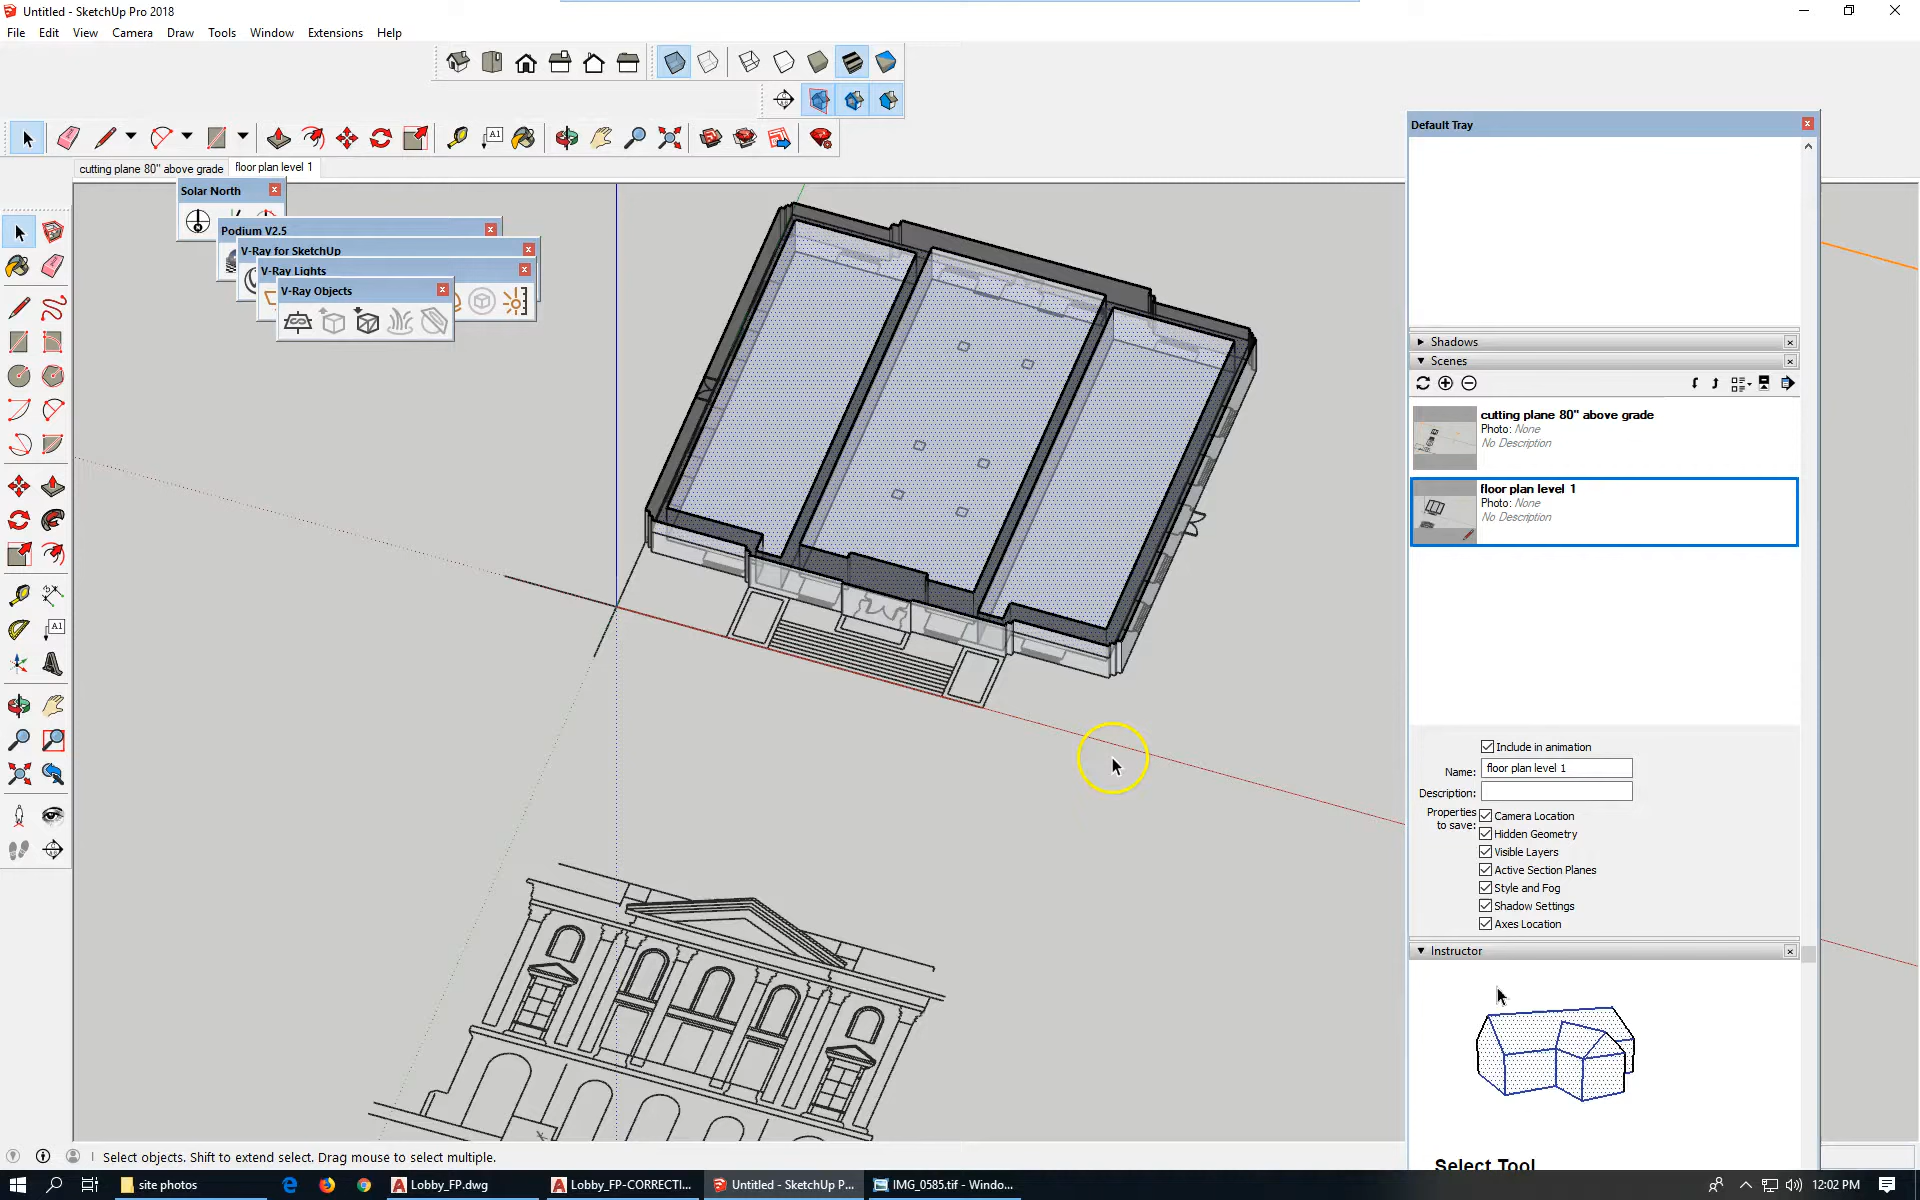 Untitled - SketchUp Pro 2018
File Edit View Camera Draw Tools Window Extensions Help
A1
cutting plane 80" above grade floor plan level 1
Solar North
Podium V2.5
V-Ray for SketchUp
V-Ray Lights
V-Ray Objects
A1
Default Tray
Shadows
Scenes
cutting plane 80" above grade
Photo: None
No Description
floor plan level 1
Photo: None
No Description
Include in animation
Name: floor plan level 1
Description:
Properties to save:
Camera Location
Hidden Geometry
Visible Layers
Active Section Planes
Style and Fog
Shadow Settings
Axes Location
Instructor
Select Tool
Select objects. Shift to extend select. Drag mouse to select multiple.
site photos Lobby_FP.dwg Lobby_FP-CORRECTI... Untitled - SketchUp P... IMG_0585.tif - Windo... 12:02 PM